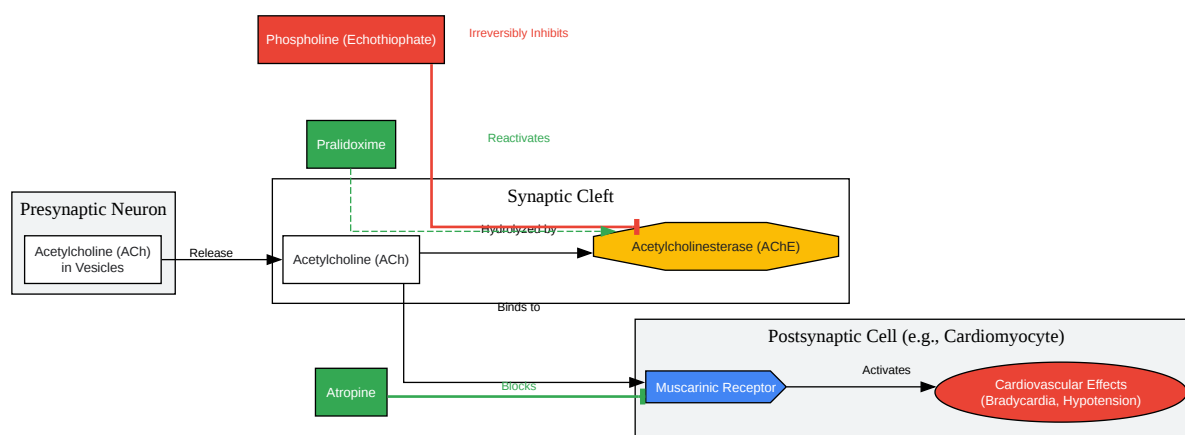 Phospholine (Echothiophate)
Irreversibly Inhibits
Pralidoxime
Reactivates
Synaptic Cleft
Presynaptic Neuron
Acetylcholine (ACh)
in Vesicles
Release
Acetylcholine (ACh)
Hydrolyzed by
Acetylcholinesterase (AChE)
Binds to
Postsynaptic Cell (e.g., Cardiomyocyte)
Atropine
Blocks
Muscarinic Receptor
Activates
Cardiovascular Effects
(Bradycardia, Hypotension)